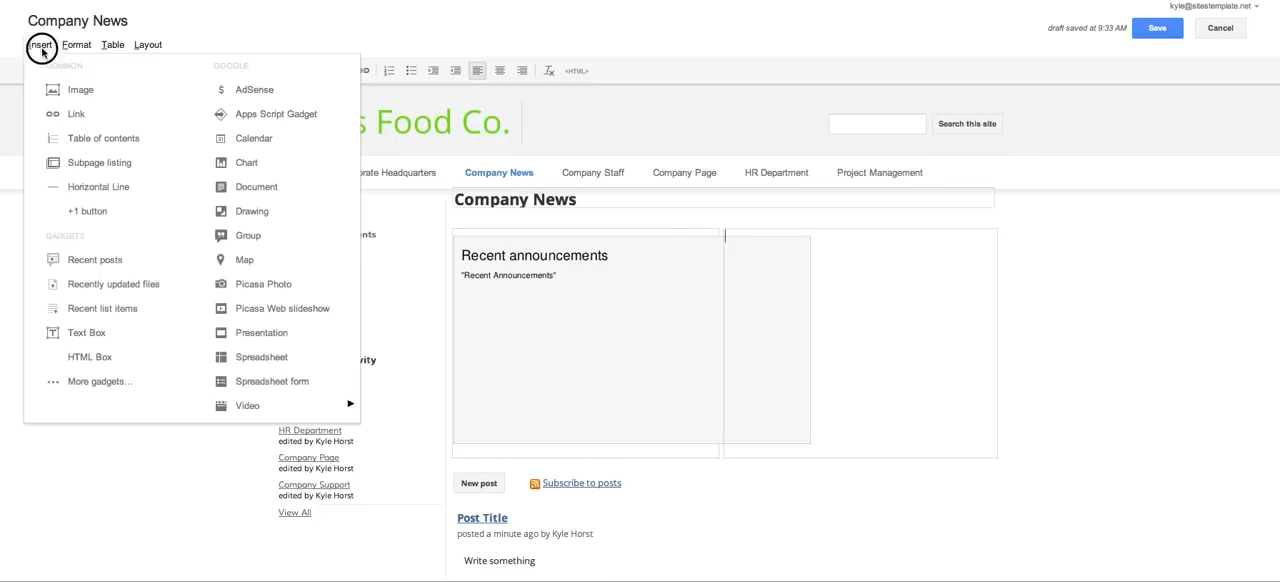 kyle@sitestemplate.net
Company News
draft saved at 9:33 AM
Save
Cancel
Insert
Format
Table
Layout
COMMON
Image
Link
Table of contents
Subpage listing
Horizontal Line
+1 button
GADGETS
Recent posts
Recently updated files
Recent list items
Text Box
HTML Box
More gadgets...
GOOGLE
AdSense
Apps Script Gadget
Calendar
Chart
Document
Drawing
Group
Map
Picasa Photo
Picasa Web slideshow
Presentation
Spreadsheet
Spreadsheet form
Video
<HTML>
s Food Co.
Search this site
orate Headquarters
Company News
Company Staff
Company Page
HR Department
Project Management
Company News
nts
Recent announcements
"Recent Announcements"
vity
HR Department
edited by Kyle Horst
Company Page
edited by Kyle Horst
Company Support
edited by Kyle Horst
View All
New post
Subscribe to posts
Post Title
posted a minute ago by Kyle Horst
Write something